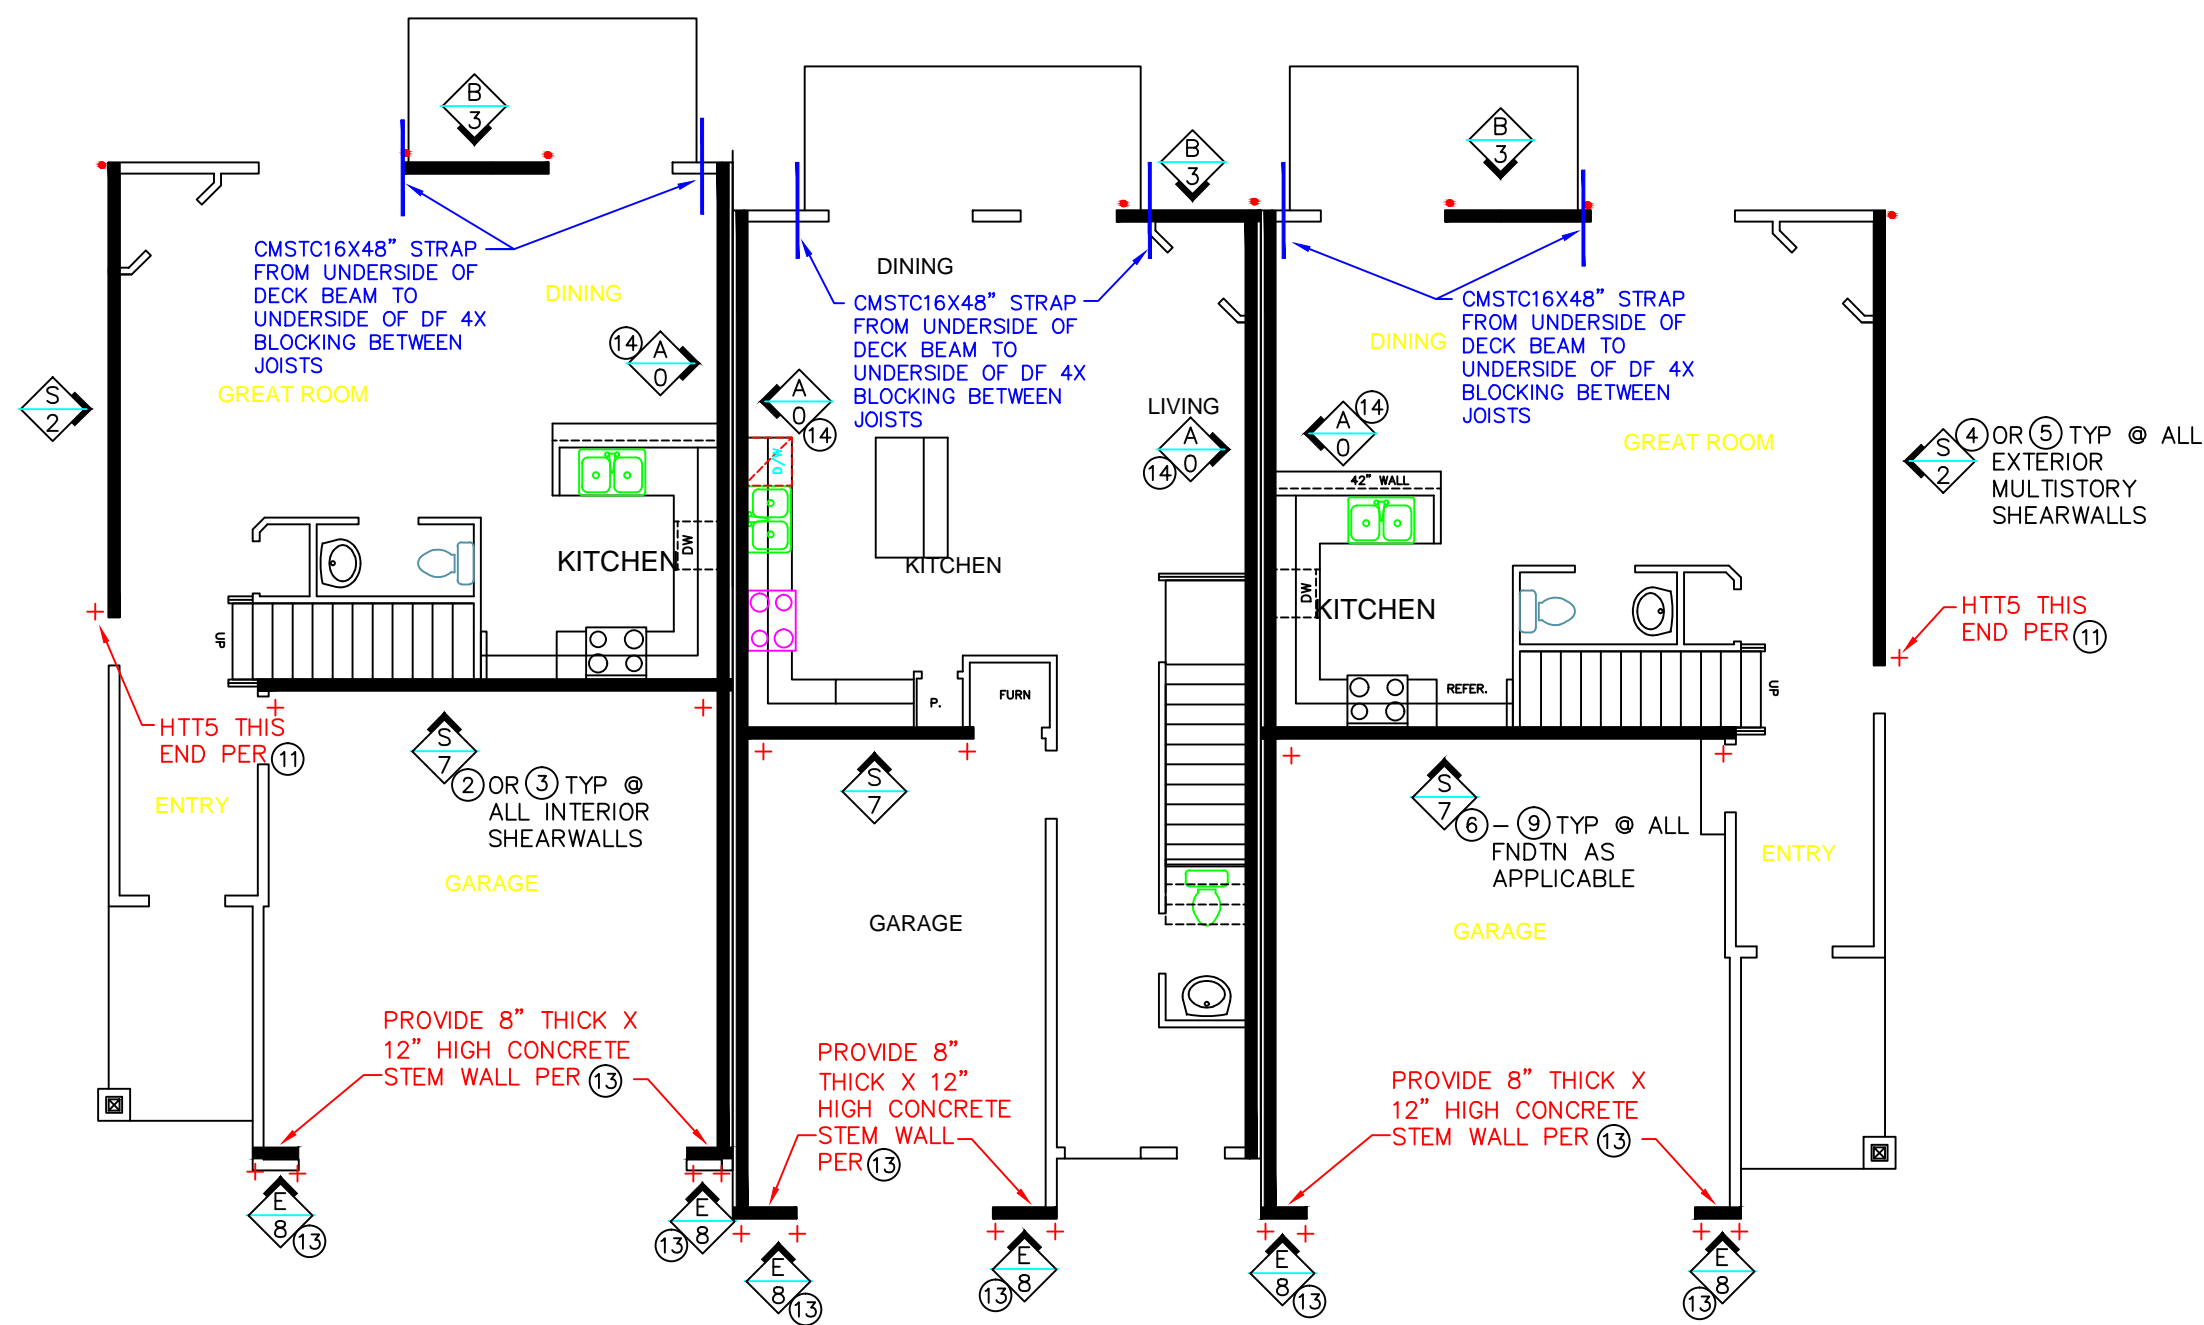 B
3
B
3
B
3
CMSTC16X48" STRAP
FROM UNDERSIDE OF
DECK BEAM TO
UNDERSIDE OF DF 4X
BLOCKING BETWEEN
JOISTS
DINING
GREAT ROOM
14
A
0
S
2
DINING
CMSTC16X48" STRAP
FROM UNDERSIDE OF
DECK BEAM TO
UNDERSIDE OF DF 4X
BLOCKING BETWEEN
JOISTS
A
0
14
LIVING
A
0
14
CMSTC16X48" STRAP
FROM UNDERSIDE OF
DECK BEAM TO
UNDERSIDE OF DF 4X
BLOCKING BETWEEN
JOISTS
DINING
A
0
14
GREAT ROOM
S
2
4 OR 5 TYP @ ALL
EXTERIOR
MULTISTORY
SHEARWALLS
D/W
42" WALL
DW
KITCHEN
KITCHEN
DW
KITCHEN
UP
UP
HTT5 THIS
END PER 11
HTT5 THIS
END PER 11
P.
FURN
REFER.
S
7
2 OR 3 TYP @
ALL INTERIOR
SHEARWALLS
S
7
S
7
6 - 9 TYP @ ALL
FNDTN AS
APPLICABLE
ENTRY
ENTRY
GARAGE
GARAGE
GARAGE
PROVIDE 8" THICK X
12" HIGH CONCRETE
STEM WALL PER 13
PROVIDE 8"
THICK X 12"
HIGH CONCRETE
STEM WALL
PER 13
PROVIDE 8" THICK X
12" HIGH CONCRETE
STEM WALL PER 13
E
8
13
E
8
13
E
8
13
E
8
13
E
8
13
E
8
13